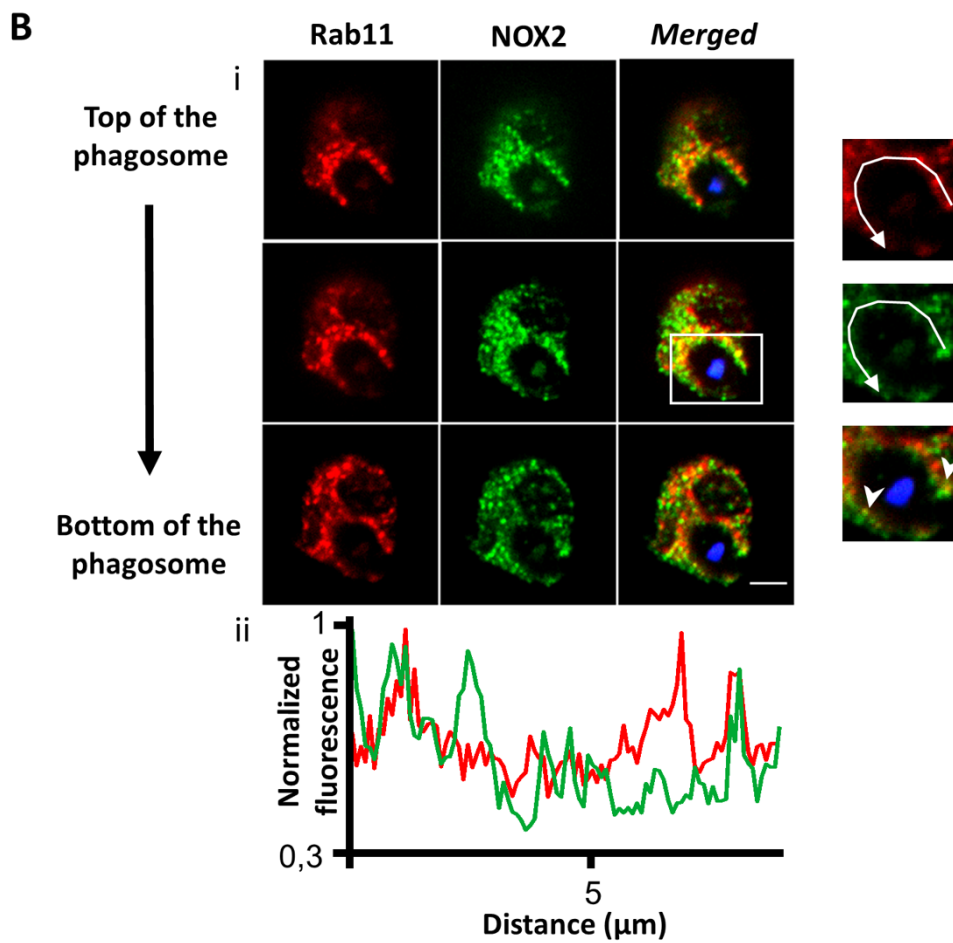 B
Rab11 NOX2 Merged
i
Top of the
phagosome
Bottom of the
phagosome
ii
1
Normalized
fluorescence
0,3
5
Distance (µm)